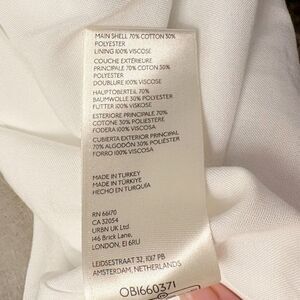 MAIN SHELL 70% COTTON 30%
POLYESTER
LINING 100% VISCOSE
COUCHE EXTÉRIEURE
PRINCIPALE 70% COTON 30%
POLYESTER
DOUBLURE 100% VISCOSE
HAUPTOBERTEIL 70%
BAUMWOLLE 30% POLYESTER
FUTTER 100% VISKOSE
ESTERIORE PRINCIPALE 70%
COTONE 30% POLIESTERE
FODERA 100% VISCOSA
CUBIERTA EXTERIOR PRINCIPAL
70% ALGODÓN 30% POLIÉSTER
FORRO 100% VISCOSA
MADE IN TURKEY
MADE IN TÜRKIYE
HECHO EN TURQUÍA
RN 66170
CA 32054
URBN UK Ltd
146 Brick Lane,
LONDON, E1 6RU
LEIDSESTRAAT 32, 1017 PB
AMSTERDAM, NETHERLANDS
OB1660371